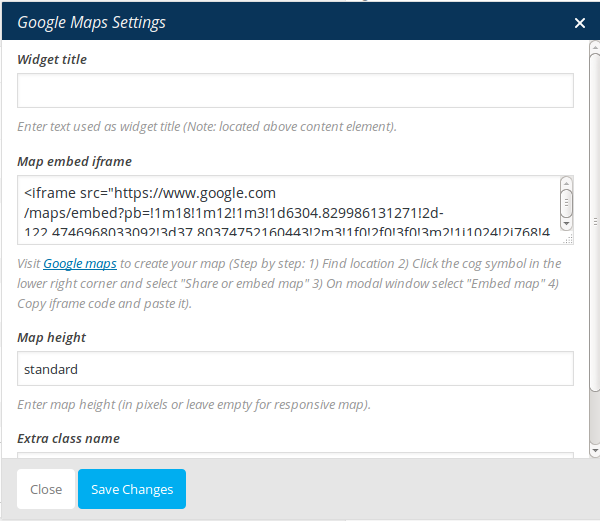 Google Maps Settings
Widget title
Enter text used as widget title (Note: located above content element).
Map embed iframe
<iframe src="https://www.google.com
/maps/embed?pb=!1m18!1m12!1m3!1d6304.829986131271!2d-
122.4746968033092!3d37.80374752160443!2m3!1f0!2f0!3f0!3m2!1i1024!2i768!4
Visit Google maps to create your map (Step by step: 1) Find location 2) Click the cog symbol in the
lower right corner and select "Share or embed map" 3) On modal window select "Embed map" 4)
Copy iframe code and paste it).
Map height
standard
Enter map height (in pixels or leave empty for responsive map).
Extra class name
Close
Save Changes